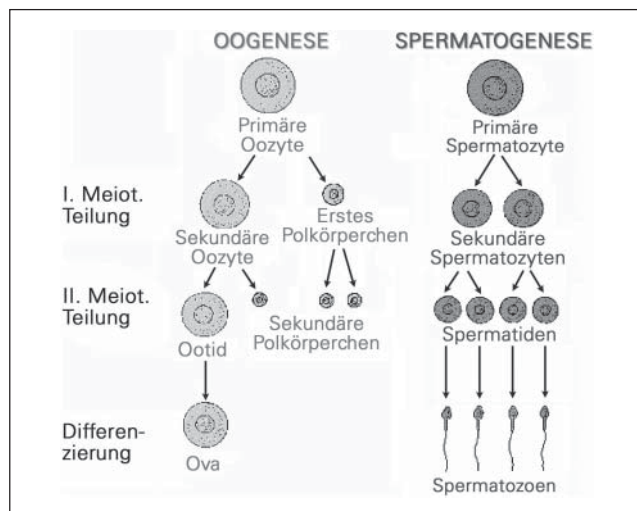 OOGENESE
SPERMATOGENESE
Primäre
Oozyte
Primäre
Spermatozyte
I. Meiot.
Teilung
Sekundäre
Oozyte
Erstes
Polkörperchen
Sekundäre
Spermatozyten
II. Meiot.
Teilung
Ootid
Sekundäre
Polkörperchen
Spermatiden
Differen-
zierung
Ova
Spermatozoen